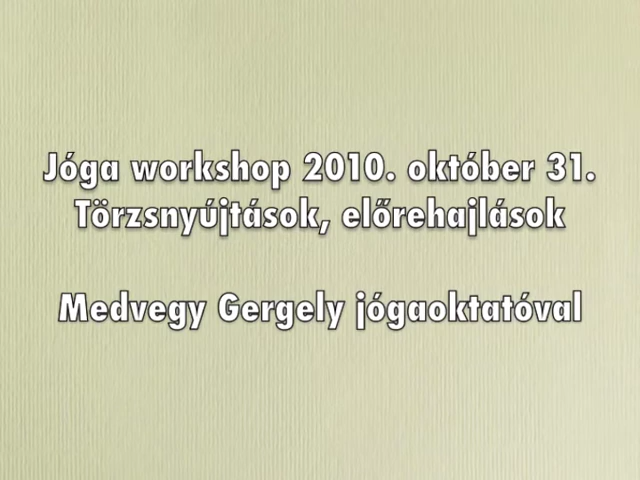 Jóga workshop 2010. október 31.
Törzsnyújtások, előrehajlások
Medvegy Gergely jógaoktatóval